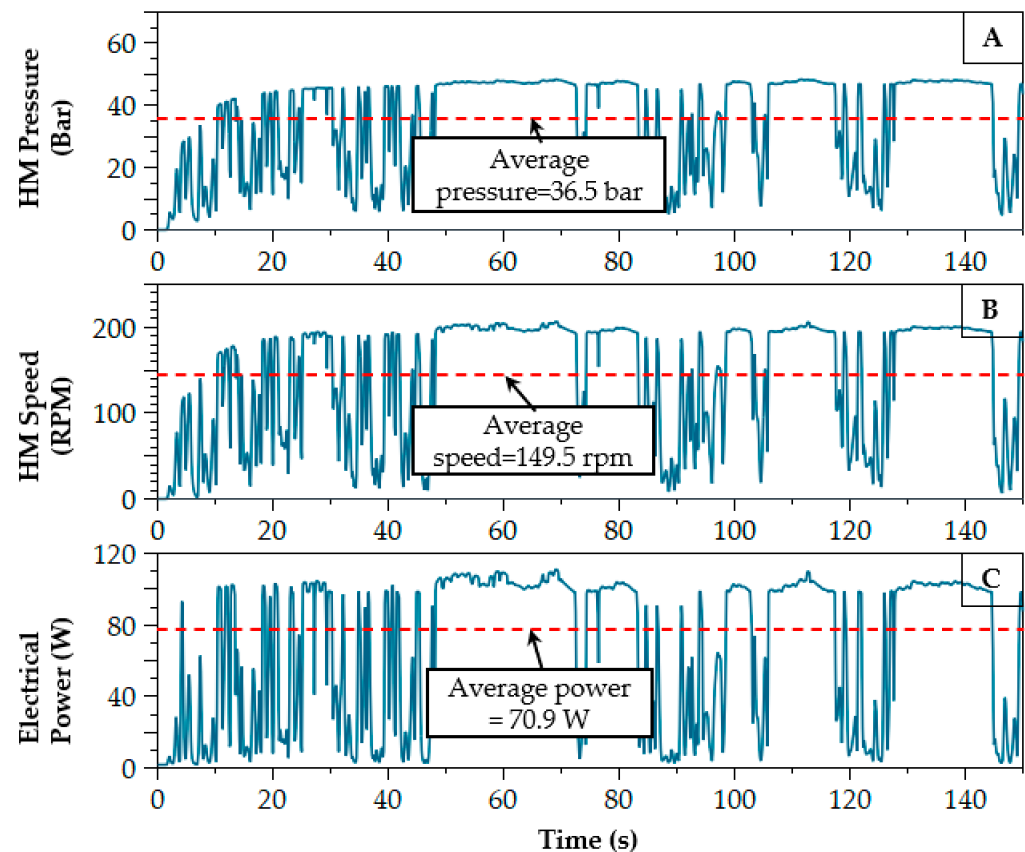 A
HM Pressure
(Bar)
60
40
20
0
Average
pressure=36.5 bar
0 20 40 60 80 100 120 140
B
HM Speed
(RPM)
200
100
0
Average
speed=149.5 rpm
0 20 40 60 80 100 120 140
C
Electrical
Power (W)
120
80
40
0
Average power
= 70.9 W
0 20 40 60 80 100 120 140
Time (s)